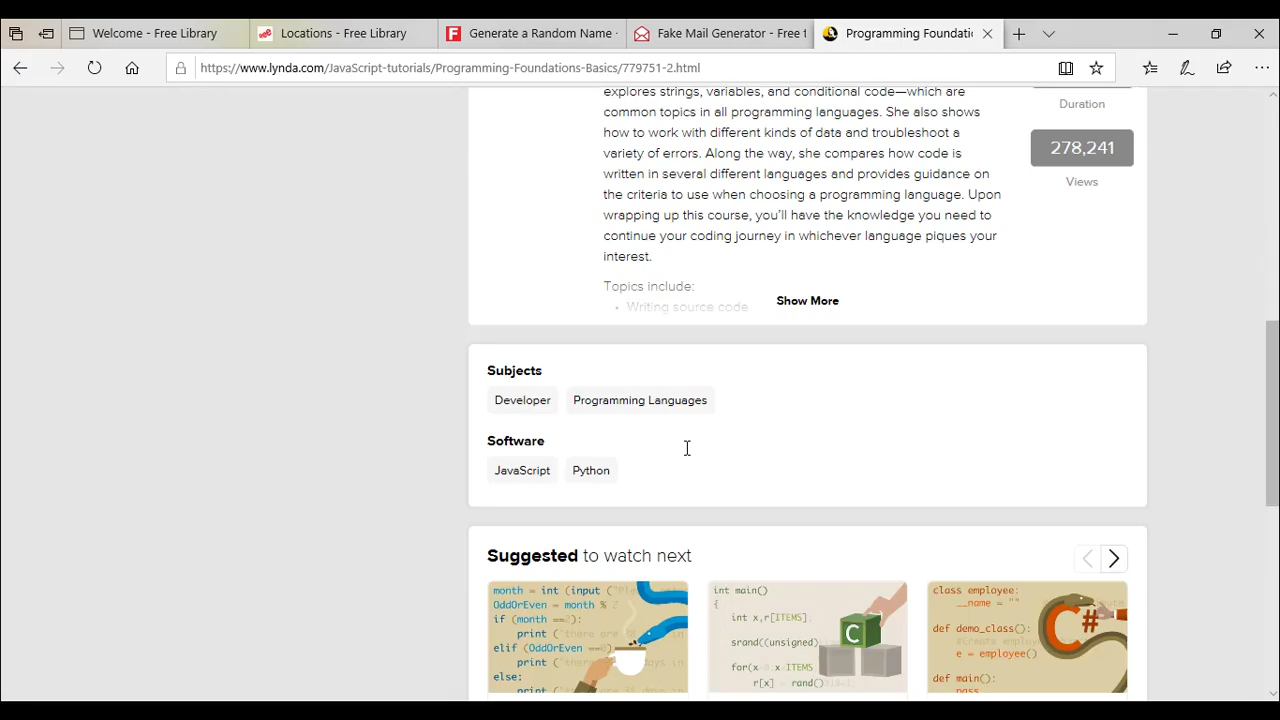 Welcome - Free Library
Locations - Free Library
Generate a Random Name -
Fake Mail Generator - Free t
Programming Foundatic
https://www.lynda.com/JavaScript-tutorials/Programming-Foundations-Basics/779751-2.html
explores strings, variables, and conditional code—which are
common topics in all programming languages. She also shows
how to work with different kinds of data and troubleshoot a
variety of errors. Along the way, she compares how code is
written in several different languages and provides guidance on
the criteria to use when choosing a programming language. Upon
wrapping up this course, you'll have the knowledge you need to
continue your coding journey in whichever language piques your
interest.
Topics include:
• Writing source code
Show More
Duration
278,241
Views
Subjects
Developer
Programming Languages
Software
JavaScript
Python
Suggested to watch next
month = int (input (
OddOrEven = month % 2
if (month ==
print (
elif (OddOrEven
print (
else:
print (
int main()
{
int x,r[ITEMS]
srand((unsigned)
for(x=0 x ITEMS
r[x] = rand()
C
class employee:
__name = ""
def demo_class():
e = employee()
def main():
pass
C#